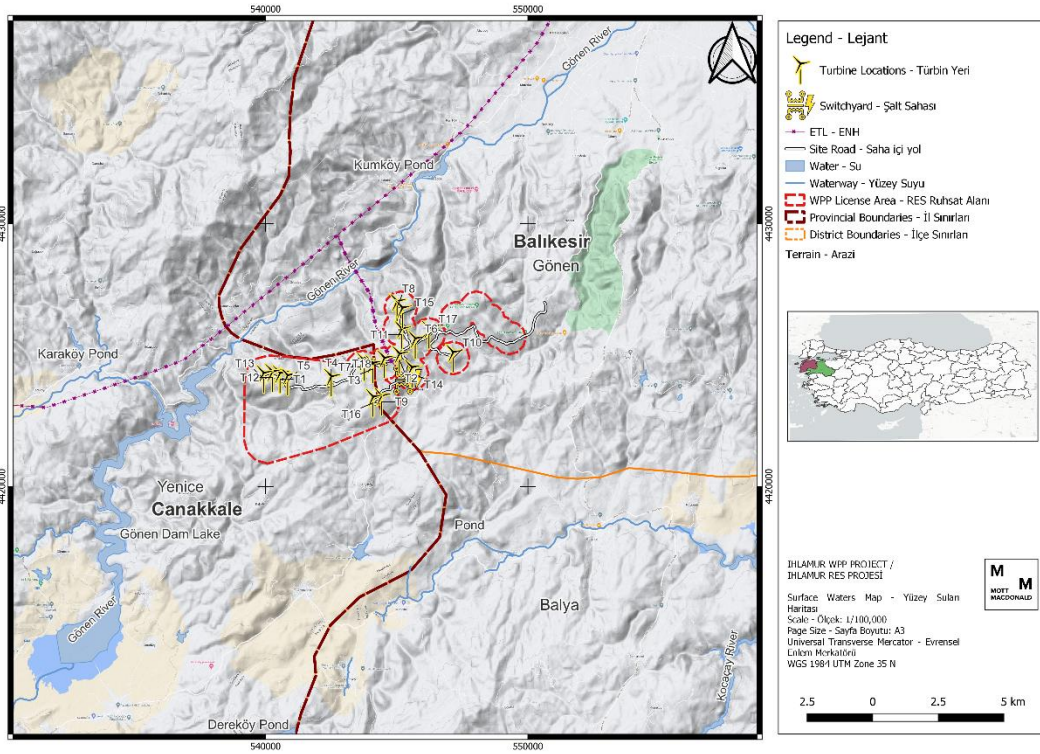 540000
550000
Legend - Lejant
Turbine Locations - Türbin Yeri
Switchyard - Şalt Sahası
ETL - ENH
Site Road - Saha içi yol
Water - Su
Waterway - Yüzey Suyu
WPP License Area - RES Ruhsat Alanı
Provincial Boundaries - İl Sınırları
District Boundaries - İlçe Sınırları
Terrain - Arazi
Gönen River
Kumköy Pond
4430000
4430000
Balıkesir
Gönen
Gönen River
T8
T15
T17
T11
T6
T10
Karaköy Pond
T13
T5
T4
T7
T18
T12
T1
T3
T2
T14
T9
T16
4420000
4420000
Yenice
Canakkale
Gönen Dam Lake
Pond
Balya
Gönen River
Kocaçay River
Dereköy Pond
540000
550000
IHLAMUR WPP PROJECT /
IHLAMUR RES PROJESİ
M
M
MOTT
MACDONALD
Surface Waters Map - Yüzey Suları
Haritası
Scale - Ölçek: 1/100,000
Page Size - Sayfa Boyutu: A3
Universal Transverse Mercator - Evrensel
Enlem Merkatörü
WGS 1984 UTM Zone 35 N
2.5 0 2.5 5 km